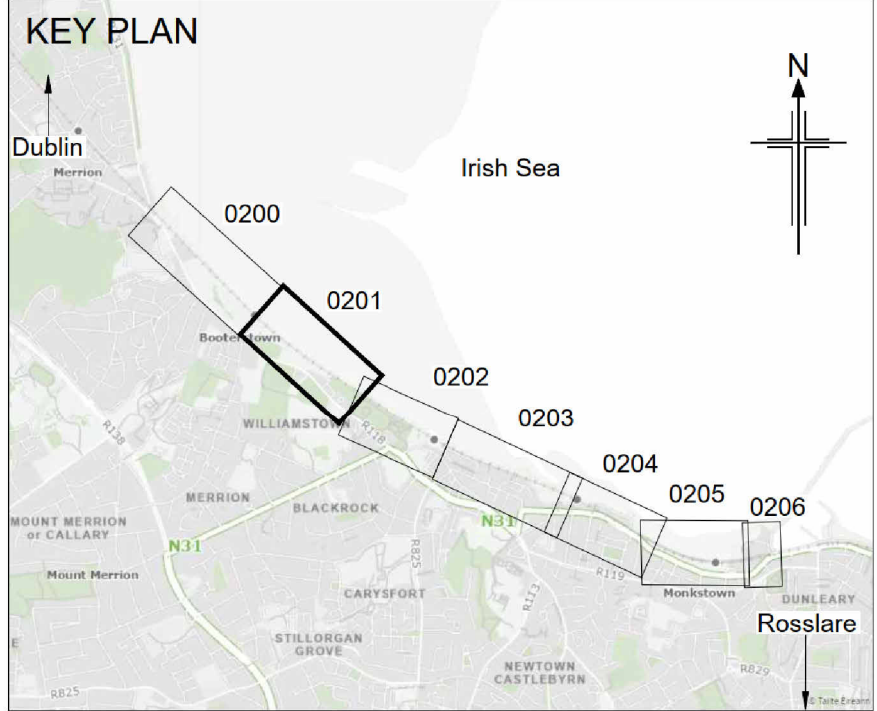 KEY PLAN
N
Dublin
Irish Sea
Merrion
0200
0201
Booterstown
0202
R118
WILLIAMSTOWN
0203
R138
0204
MERRION
0205
0206
BLACKROCK
N31
MOUNT MERRION
or CALLARY
N31
R825
R119
Mount Merrion
CARYSFORT
R113
Monkstown
DUNLEARY
Rosslare
STILLORGAN
GROVE
E
NEWTOWN
CASTLEBYRN
R829
R825
© Tailte Éireann